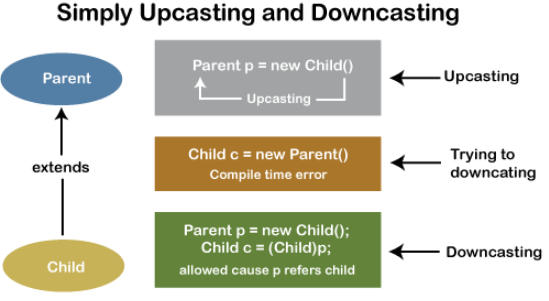 Simply Upcasting and Downcasting
Parent
extends
Child
Parent p = new Child()
Upcasting
Upcasting
Child c = new Parent()
Compile time error
Trying to
downcating
Parent p = new Child();
Child c = (Child)p;
allowed cause p refers child
Downcasting